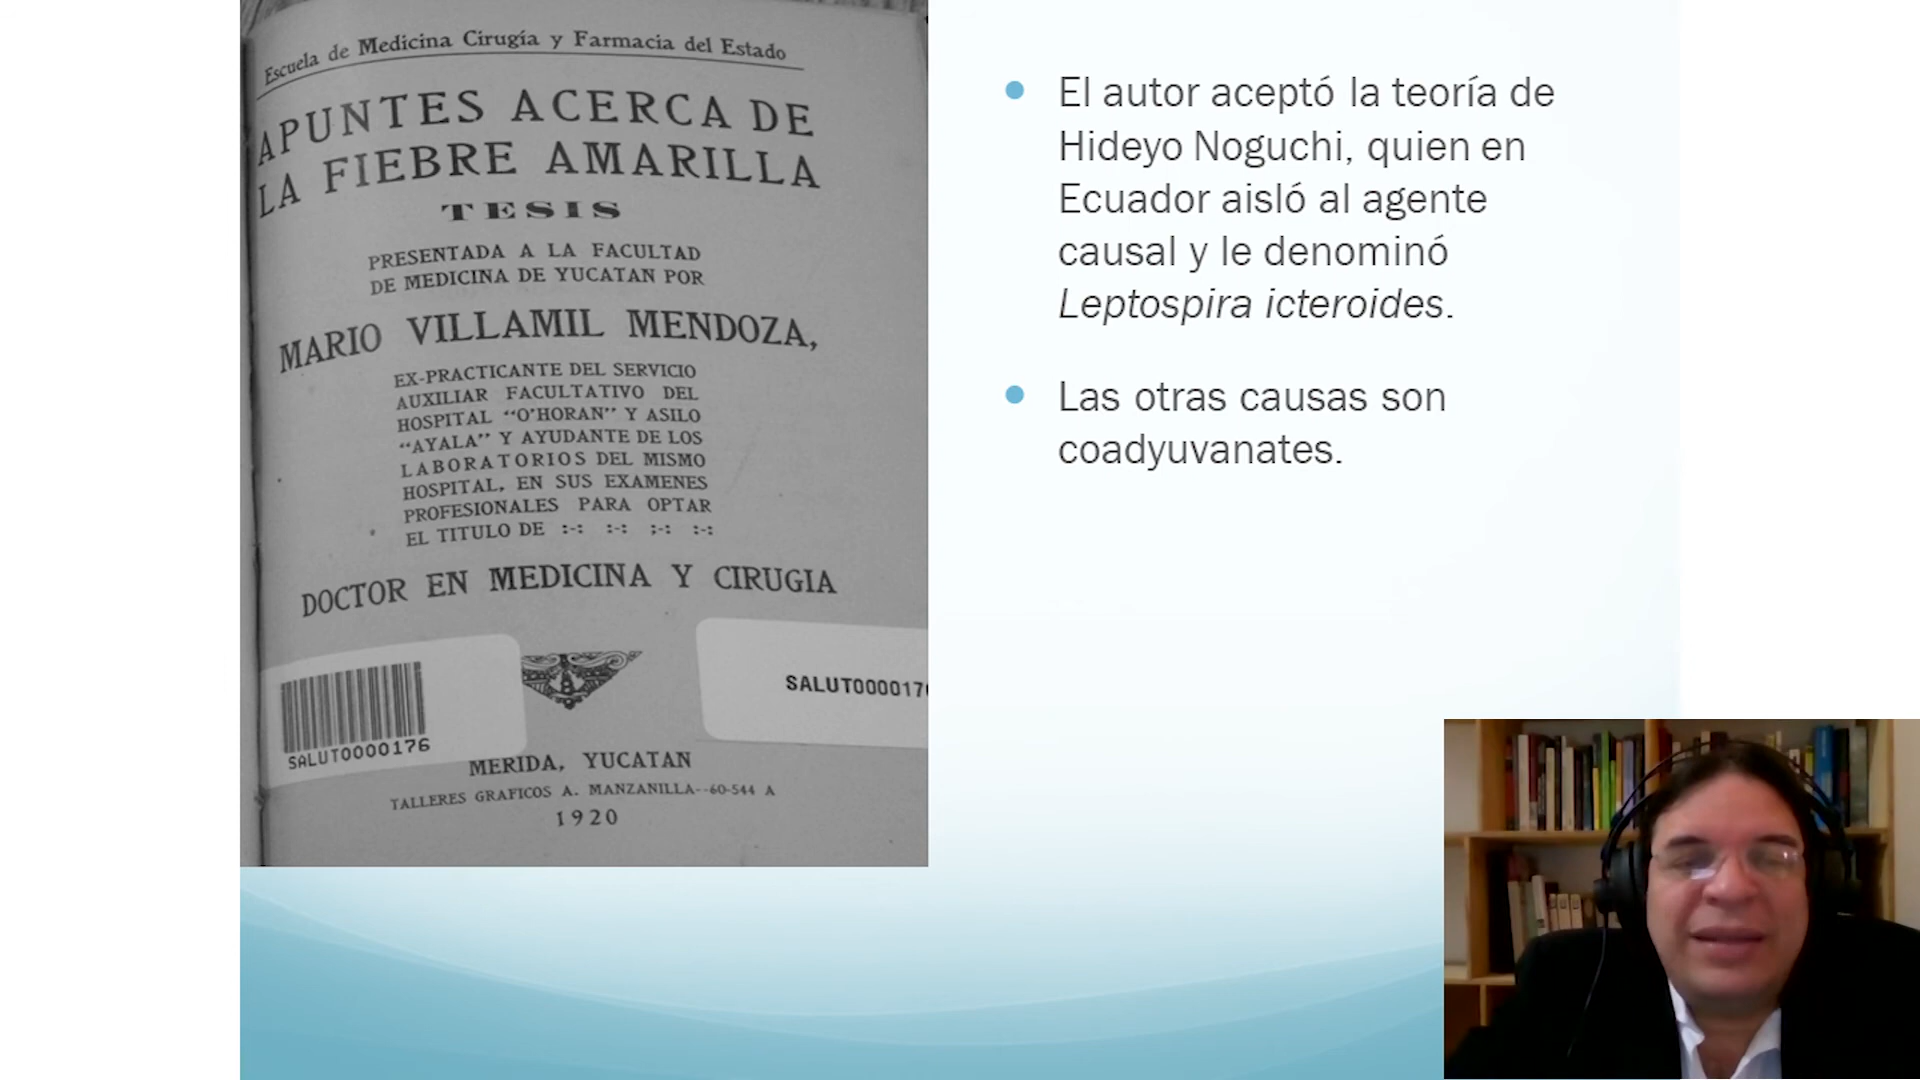 Escuela de Medicina Cirugía y Farmacia del Estado
APUNTES ACERCA DE
LA FIEBRE AMARILLA
TESIS
PRESENTADA A LA FACULTAD
DE MEDICINA DE YUCATAN POR
MARIO VILLAMIL MENDOZA,
EX-PRACTICANTE DEL SERVICIO
AUXILIAR FACULTATIVO DEL
HOSPITAL "O'HORAN" Y ASILO
"AYALA" Y AYUDANTE DE LOS
LABORATORIOS DEL MISMO
HOSPITAL, EN SUS EXAMENES
PROFESIONALES PARA OPTAR
EL TITULO DE :-: :-: ;-: :-:
DOCTOR EN MEDICINA Y CIRUGIA
SALUT0000176
SALUT000017
MERIDA, YUCATAN
TALLERES GRAFICOS A. MANZANILLA--60-544 A
1920
El autor aceptó la teoría de
Hideyo Noguchi, quien en
Ecuador aisló al agente
causal y le denominó
Leptospira icteroides.
Las otras causas son
coadyuvanates.